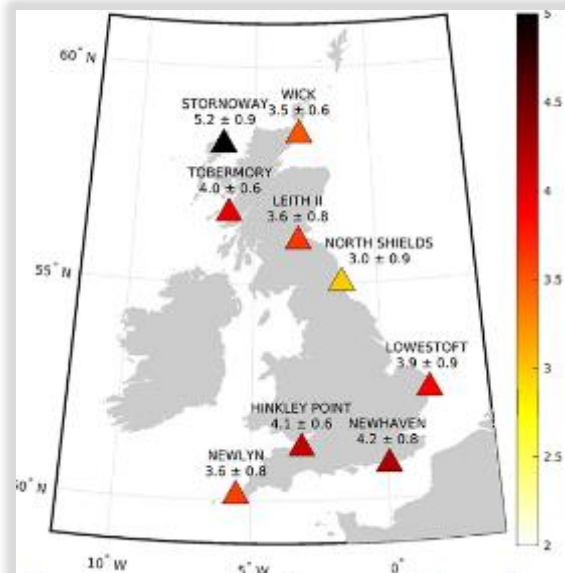 60° N
WICK
3.5 ± 0.6
STORNOWAY
5.2 ± 0.9
TOBERMORY
4.0 ± 0.6
LEITH II
3.6 ± 0.8
NORTH SHIELDS
3.0 ± 0.9
55° N
LOWESTOFT
3.9 ± 0.9
HINKLEY POINT
4.1 ± 0.6
NEWHAVEN
4.2 ± 0.8
NEWLYN
3.6 ± 0.8
50° N
10° W
5° W
0°
5
4.5
4
3.5
3
2.5
2